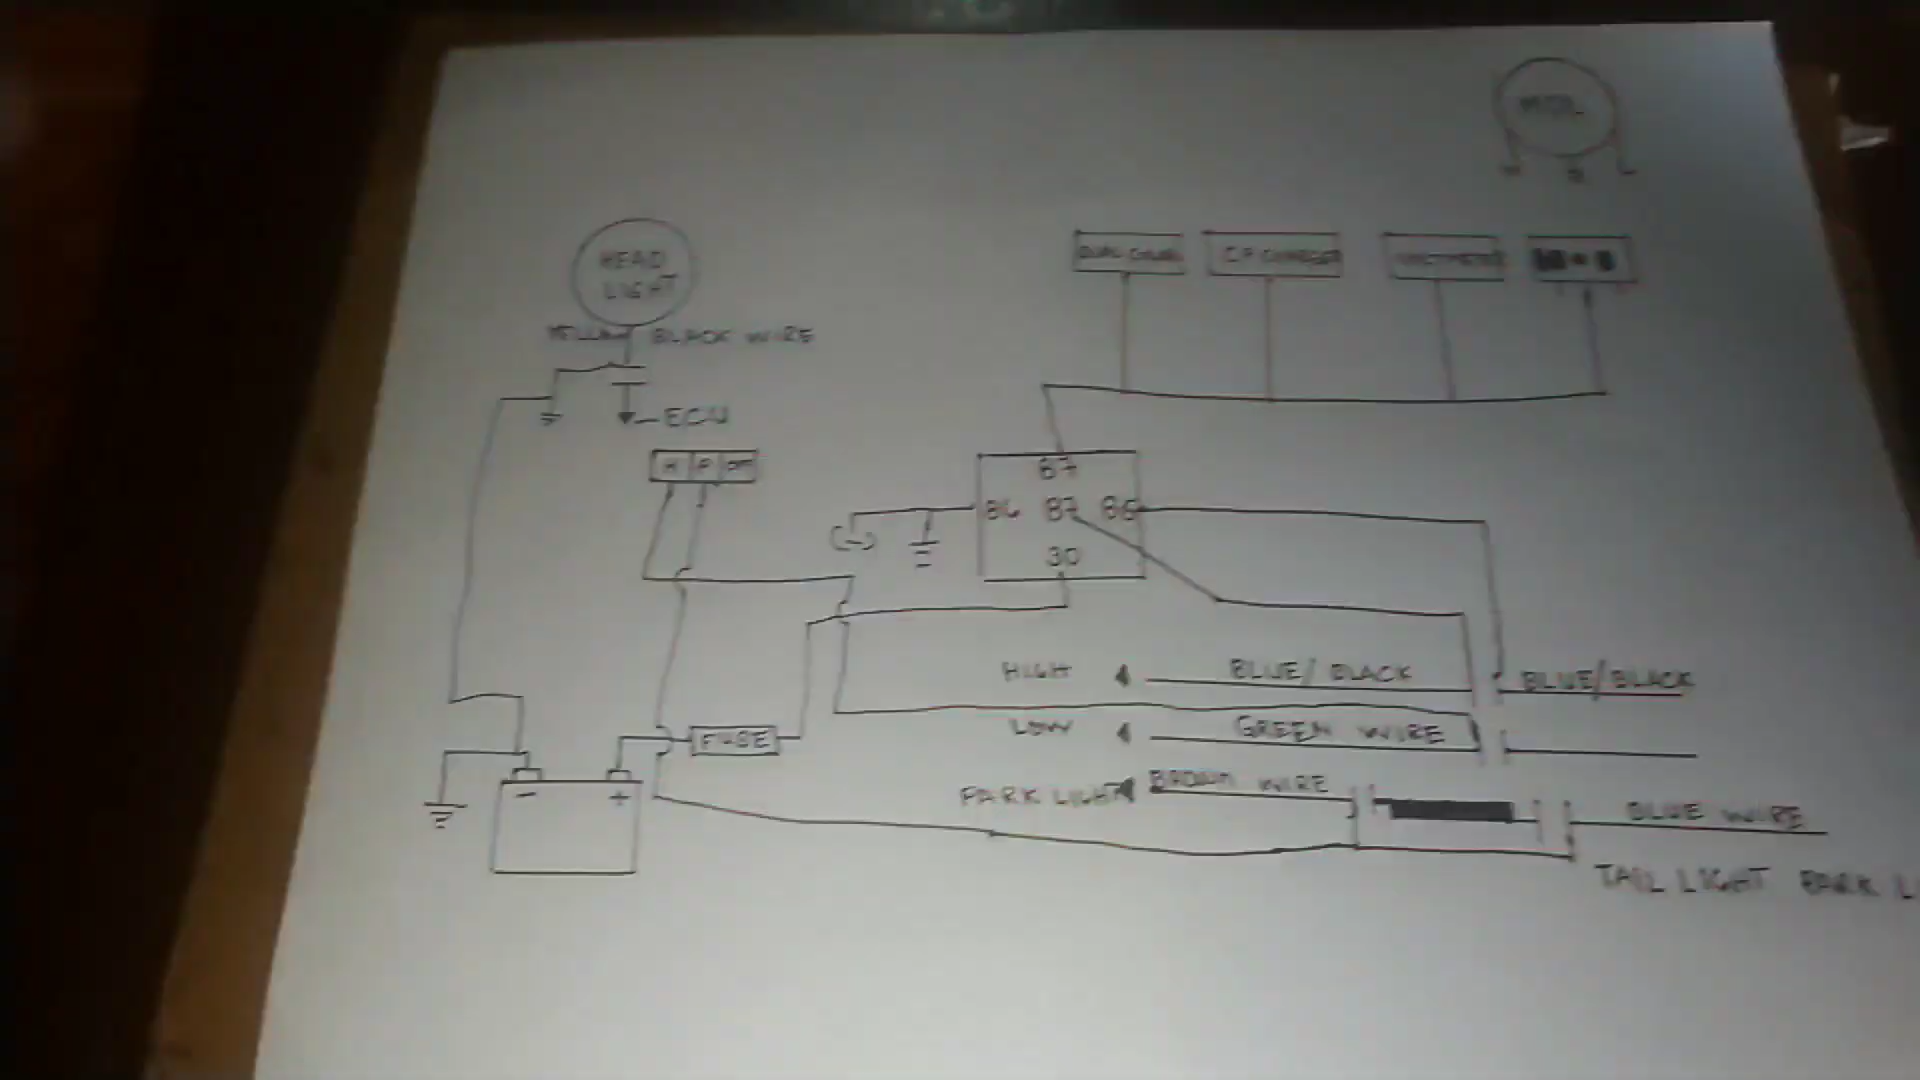 HEAD
LIGHT
BLACK WIRE
ECU
H P
87
86 87 86
30
(-)
FUSE
- +
HIGH BLUE/BLACK BLUE/BLACK
LOW GREEN WIRE
PARK LIGHT BROWN WIRE BLUE WIRE
TAIL LIGHT PARK L